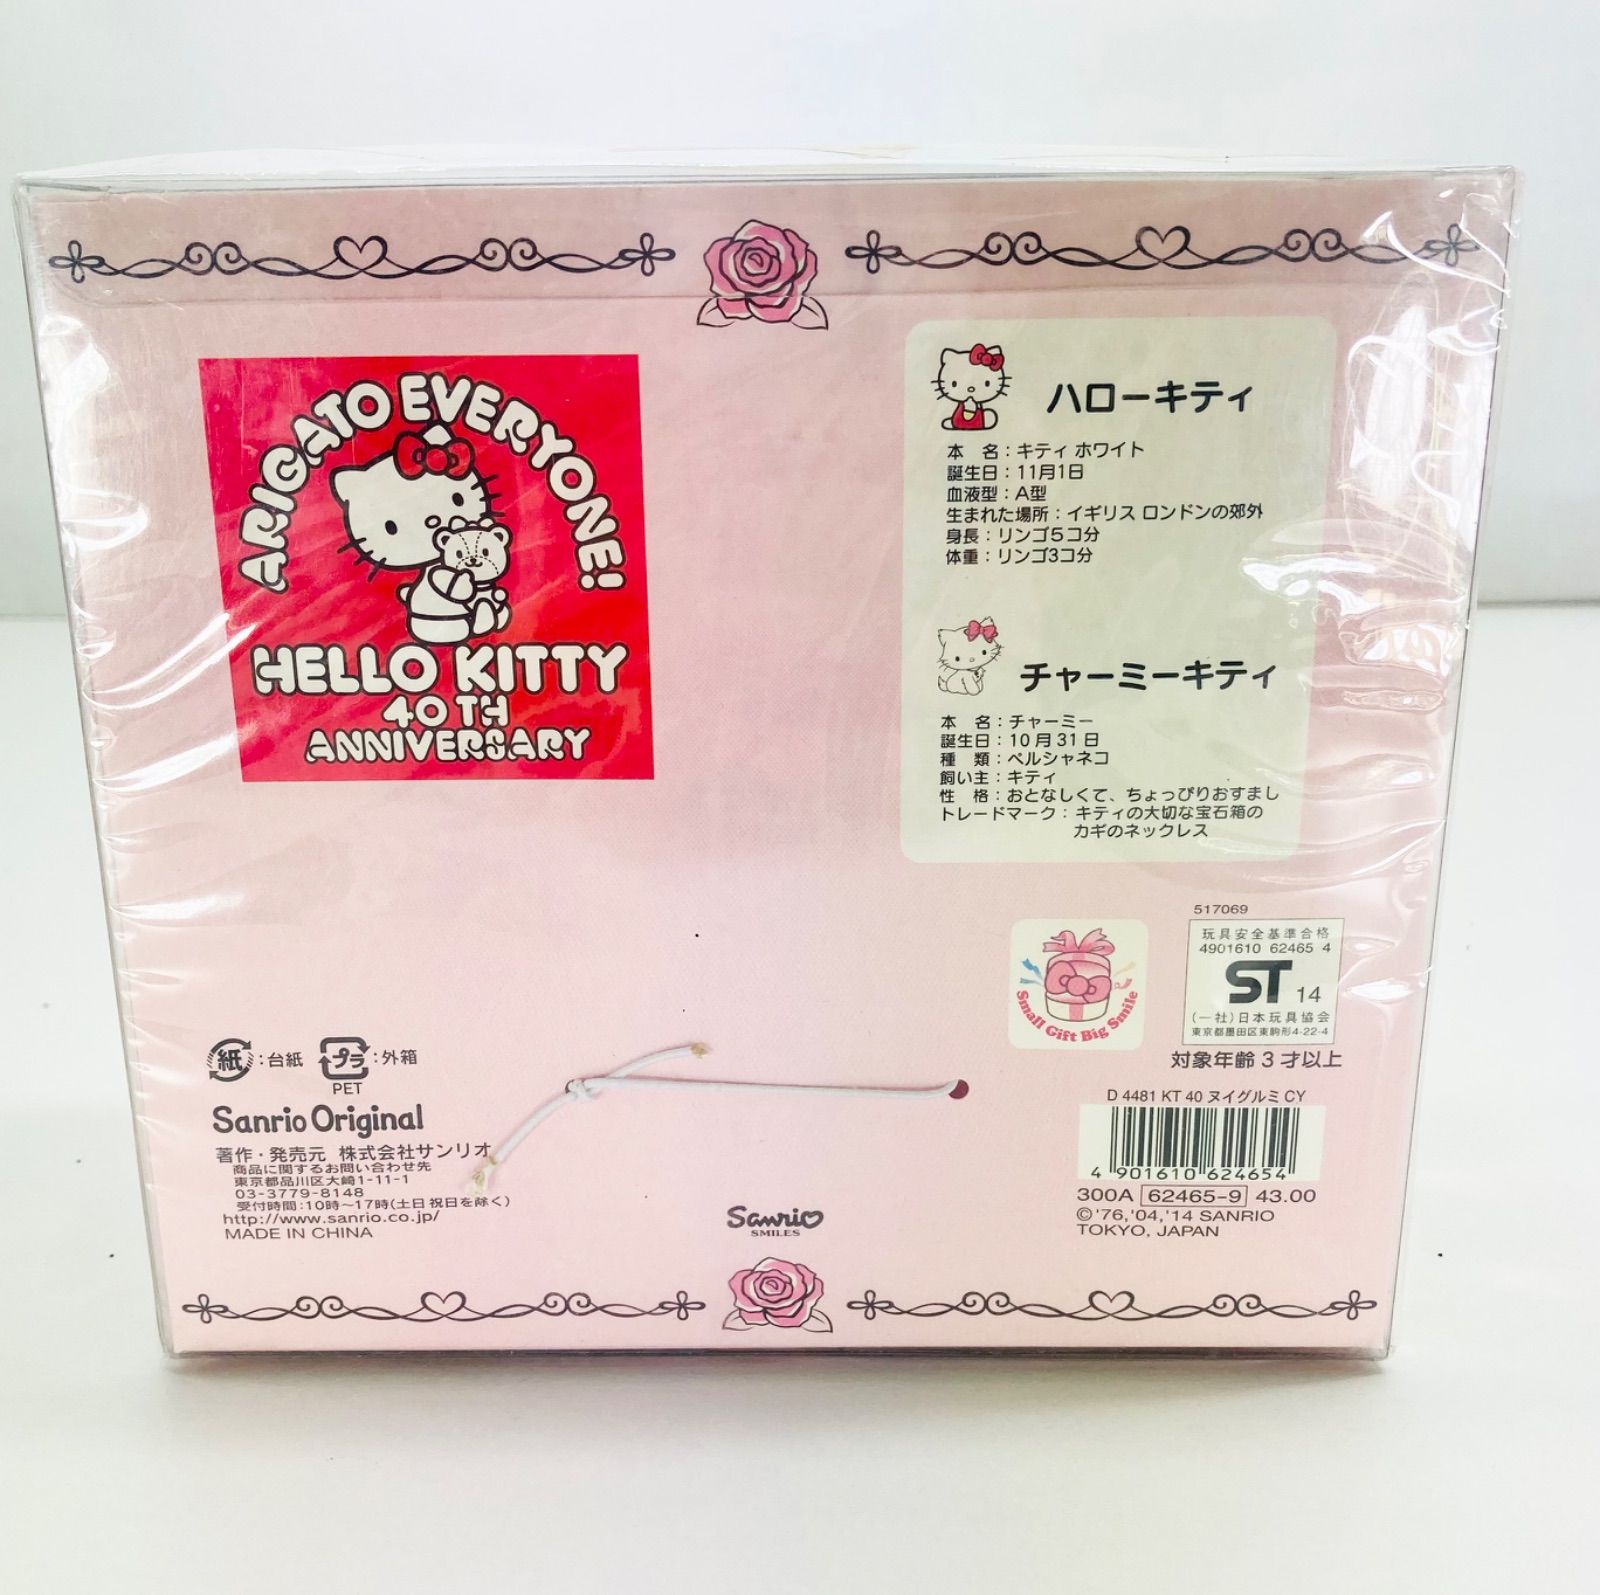 ARIGATO EVERYONE!
HELLO KITTY
40TH
ANNIVERSARY
ハローキティ
本 名:キティ ホワイト
誕生日:11月1日
血液型:A型
生まれた場所:イギリス ロンドンの郊外
身長:リンゴ5コ分
体重:リンゴ3コ分
チャーミーキティ
本 名:チャーミー
誕生日:10月31日
種 類:ペルシャネコ
飼い主:キティ
性 格:おとなしくて、ちょっぴりおすまし
トレードマーク:キティの大切な宝石箱の
カギのネックレス
517069
玩具安全基準合格
4901610 62465 4
ST 14
(一社)日本玩具協会
東京都墨田区東駒形4-22-4
Small Gift Big Smile
対象年齢3才以上
紙:台紙 プラ:外箱
PET
Sanrio Original
著作・発売元 株式会社サンリオ
商品に関するお問い合わせ先
東京都品川区大崎1-11-1
03-3779-8148
受付時間:10時~17時(土日祝日を除く)
http://www.sanrio.co.jp/
MADE IN CHINA
Sanrio
SMILES
D 4481 KT 40 ヌイグルミ CY
4 901610 624654
300A 62465-9 43.00
©'76,'04,'14 SANRIO
TOKYO, JAPAN